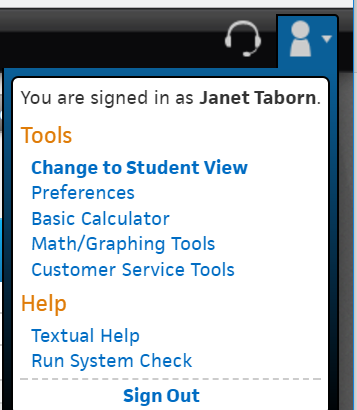 You are signed in as Janet Taborn.
Tools
Change to Student View
Preferences
Basic Calculator
Math/Graphing Tools
Customer Service Tools
Help
Textual Help
Run System Check
Sign Out